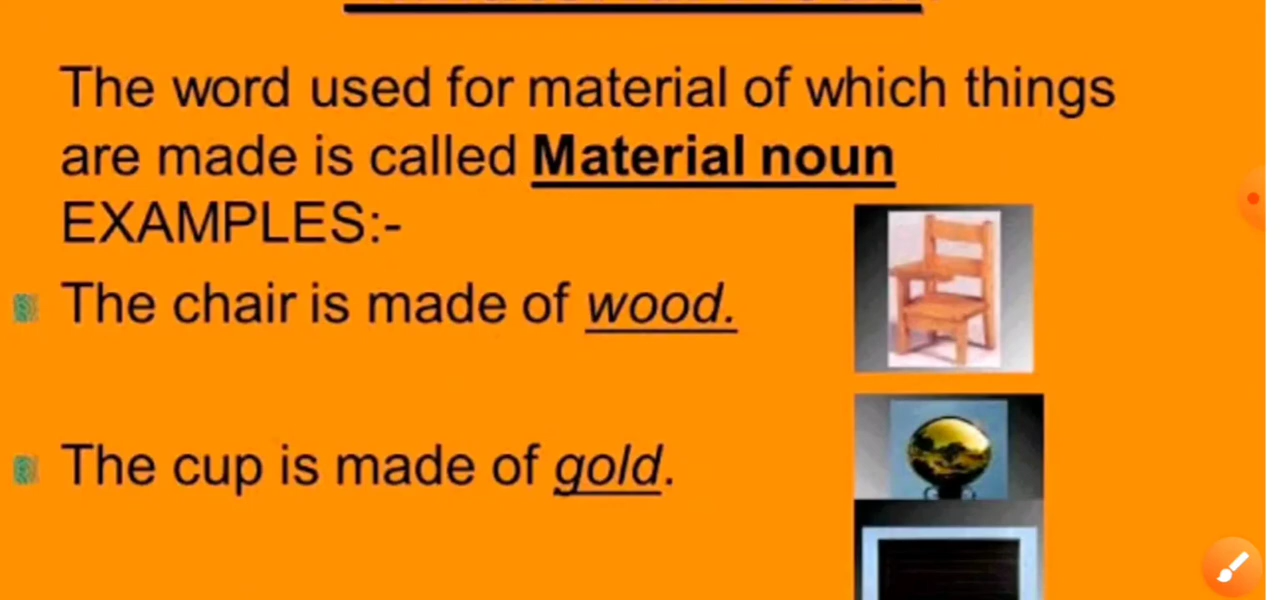 The word used for material of which things
are made is called Material noun
EXAMPLES:-
The chair is made of wood.
The cup is made of gold.